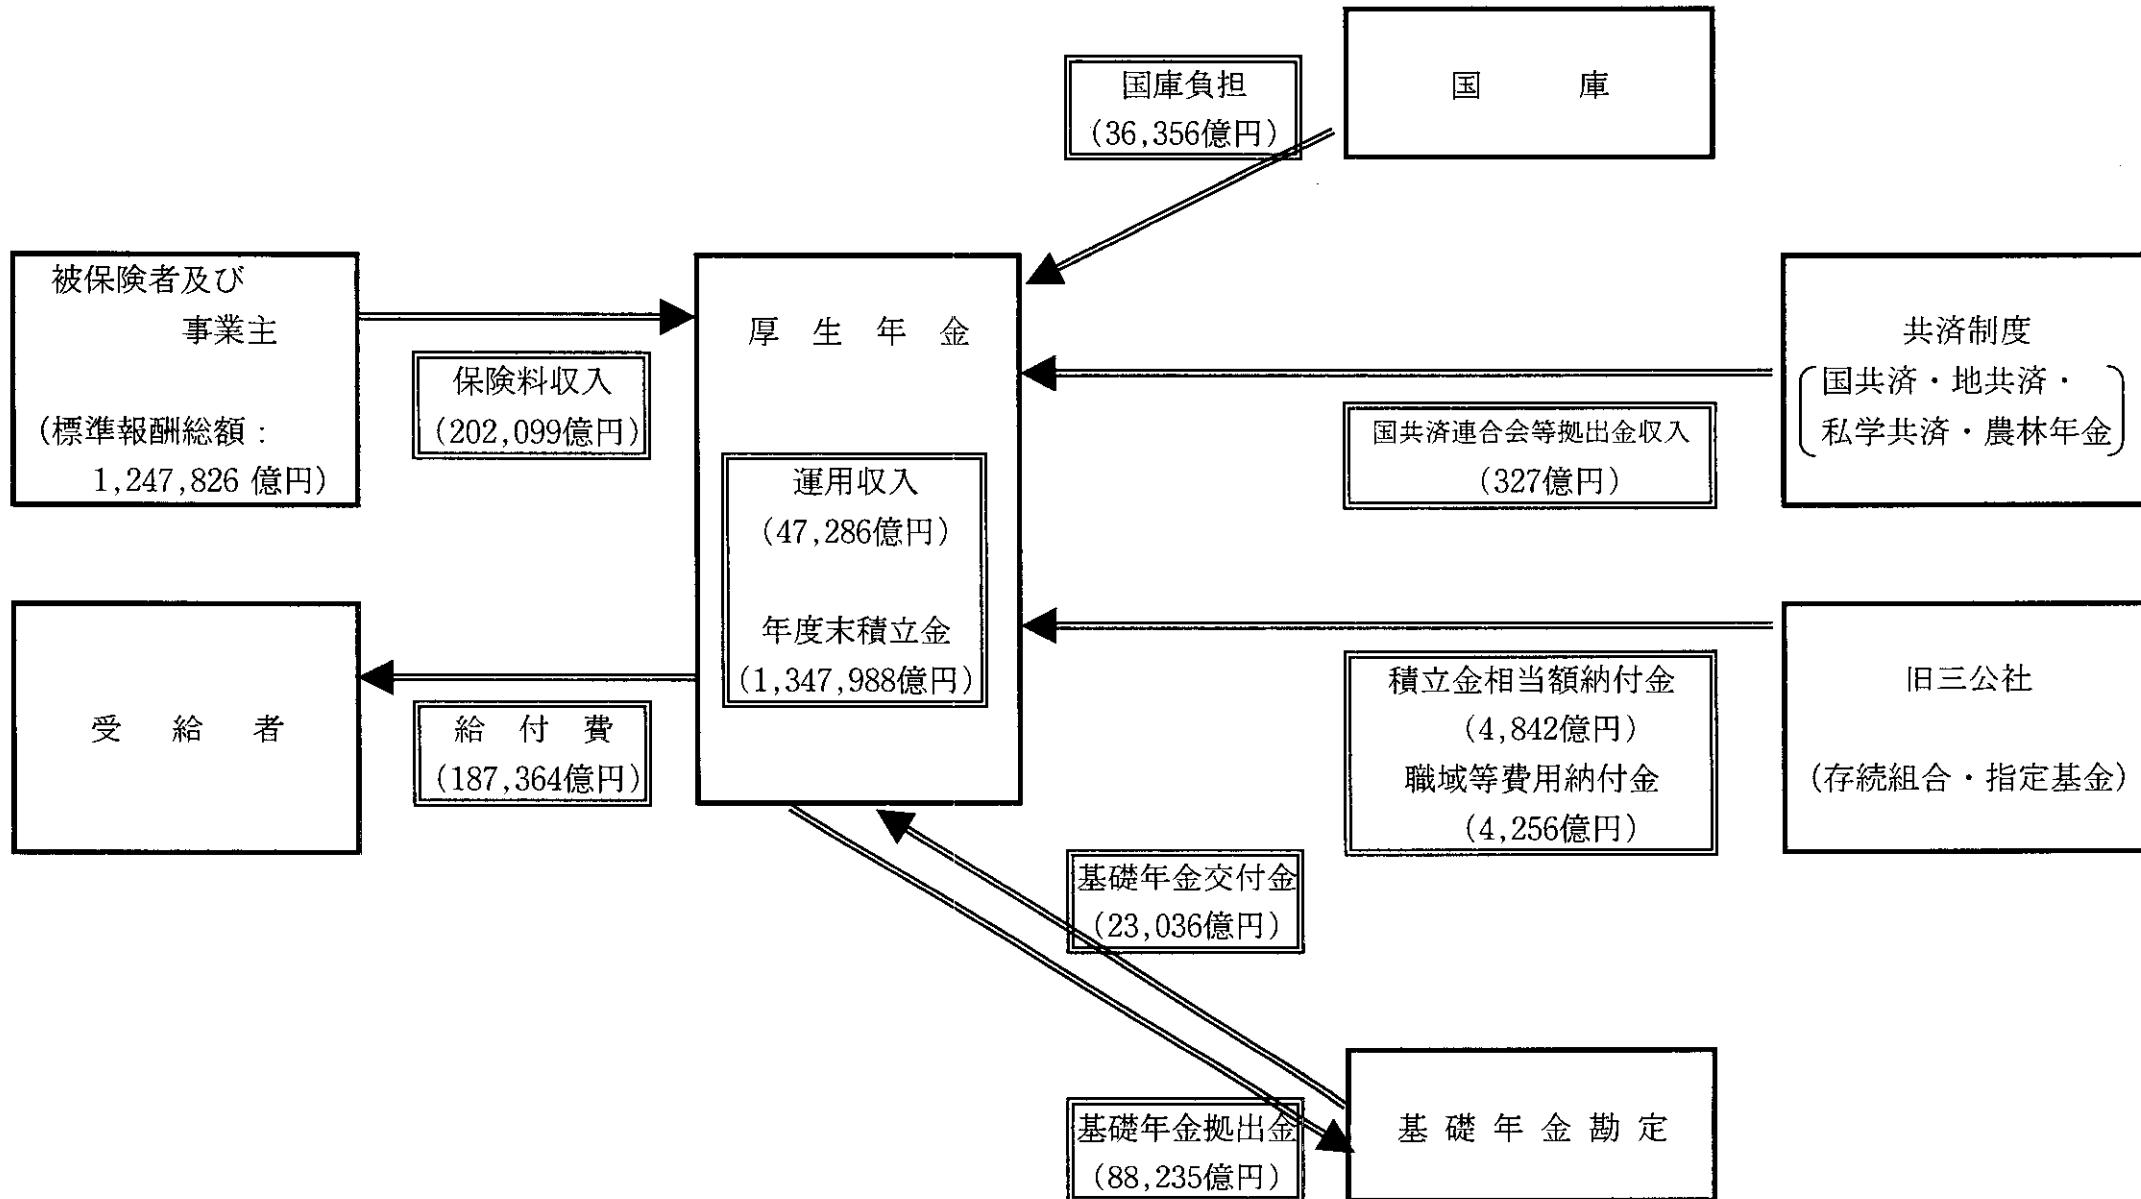 国庫
国庫負担
(36,356億円)
被保険者及び
事業主
(標準報酬総額:
1,247,826億円)
保険料収入
(202,099億円)
厚生年金
運用収入
(47,286億円)
年度末積立金
(1,347,988億円)
共済制度
国共済・地共済・
私学共済・農林年金
国共済連合会等拠出金収入
(327億円)
受給者
給付費
(187,364億円)
積立金相当額納付金
(4,842億円)
職域等費用納付金
(4,256億円)
旧三公社
(存続組合・指定基金)
基礎年金交付金
(23,036億円)
基礎年金拠出金
(88,235億円)
基礎年金勘定